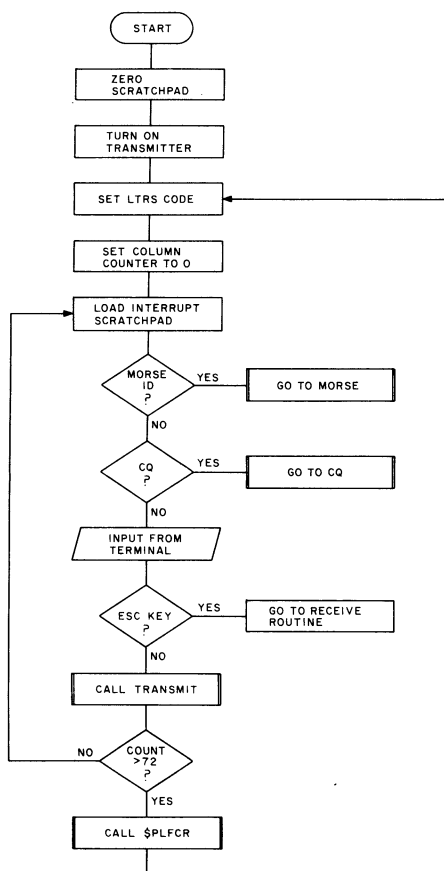 START
ZERO
SCRATCHPAD
TURN ON
TRANSMITTER
SET LTRS CODE
SET COLUMN
COUNTER TO 0
LOAD INTERRUPT
SCRATCHPAD
MORSE
ID
?
YES
GO TO MORSE
NO
CQ
?
YES
GO TO CQ
NO
INPUT FROM
TERMINAL
ESC KEY
?
YES
GO TO RECEIVE
ROUTINE
NO
CALL TRANSMIT
NO
COUNT
>72
?
YES
CALL $PLFCR